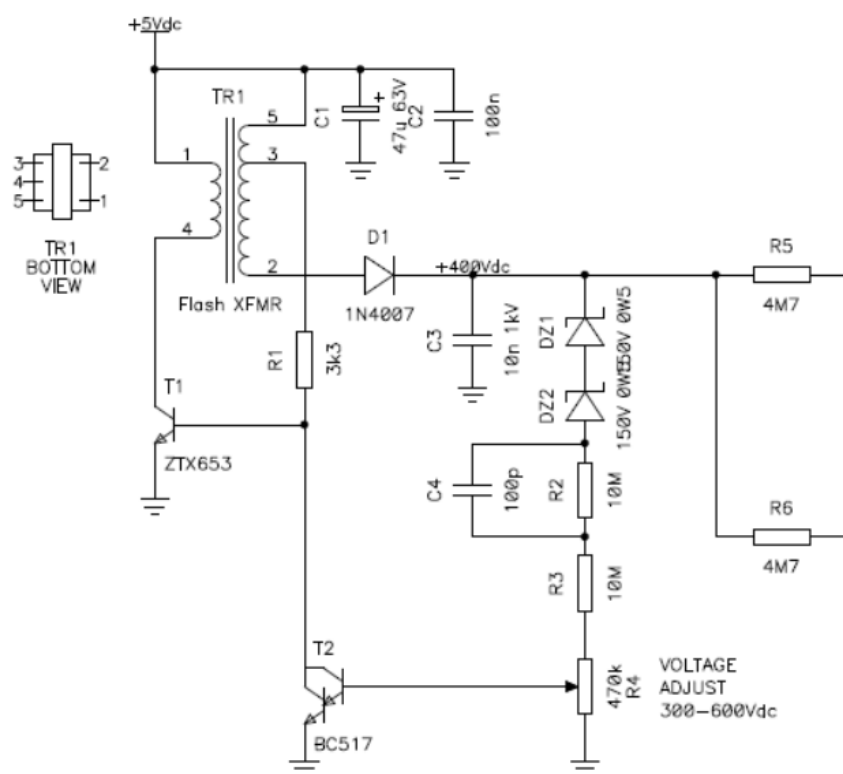 +5Vdc
TR1
5
3
1
4
2
C1
+
47u 63V
C2
100n
3
4
5
2
1
TR1
BOTTOM
VIEW
Flash XFMR
D1
1N4007
+400Vdc
R5
4M7
R1
3k3
C3
10n 1kV
DZ1
DZ2
150V
T1
ZTX653
C4
100p
R2
10M
R6
4M7
R3
10M
T2
BC517
470k
R4
VOLTAGE
ADJUST
300-600Vdc